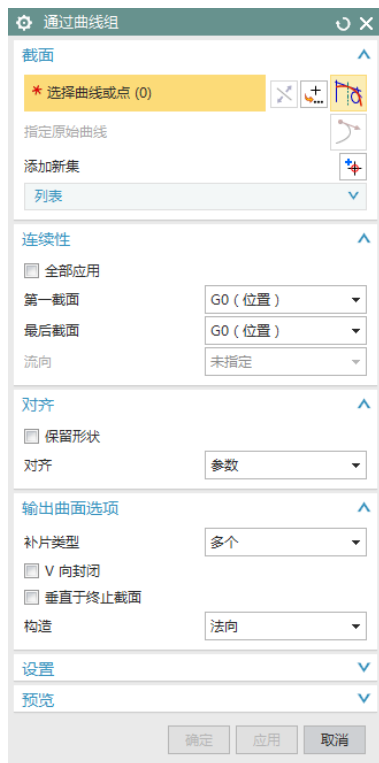 通过曲线组
截面
* 选择曲线或点 (0)
指定原始曲线
添加新集
列表
连续性
全部应用
第一截面 G0（位置）
最后截面 G0（位置）
流向 未指定
对齐
保留形状
对齐 参数
输出曲面选项
补片类型 多个
V 向封闭
垂直于终止截面
构造 法向
设置
预览
确定 应用 取消